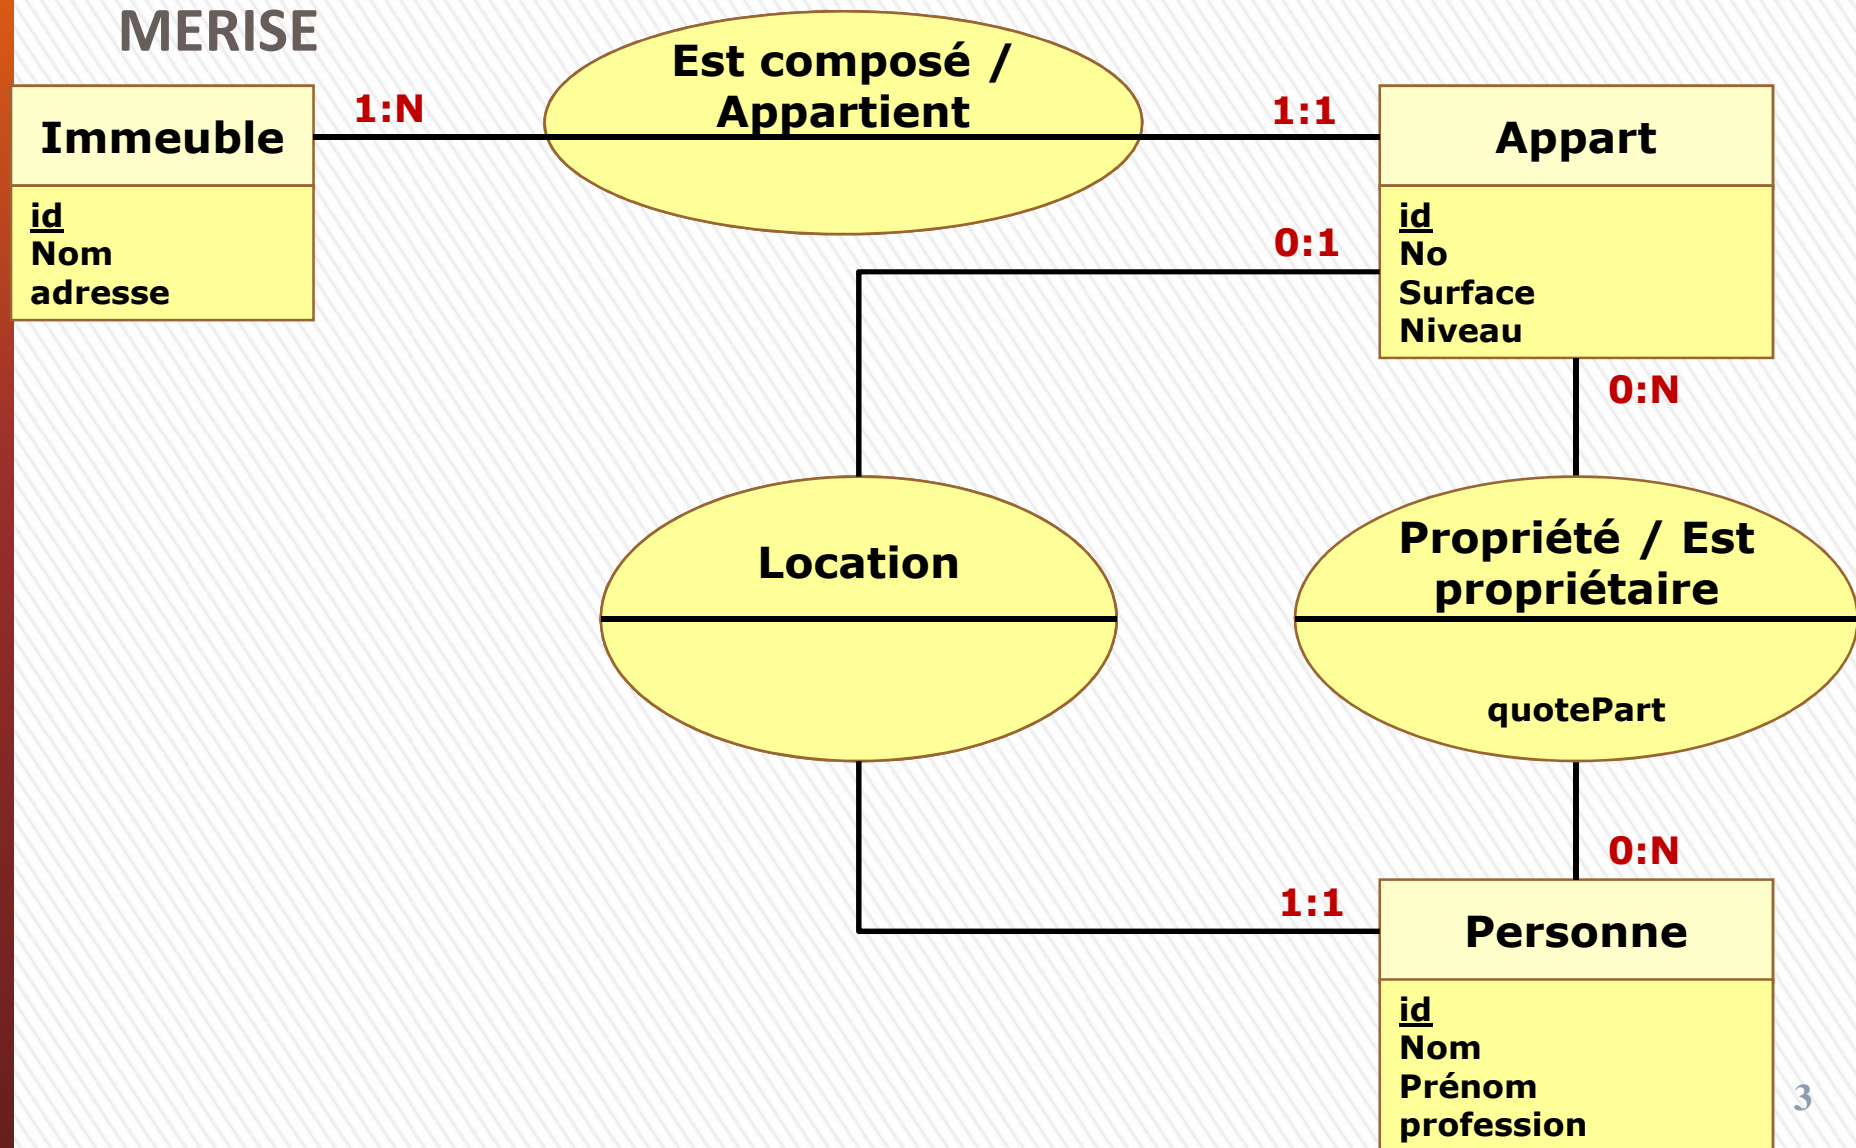 MERISE
Est composé /
Appartient
1:N
1:1
Immeuble
id
Nom
adresse
Appart
id
No
Surface
Niveau
0:1
0:N
Location
Propriété / Est
propriétaire
quotePart
0:N
1:1
Personne
id
Nom
Prénom
profession
3